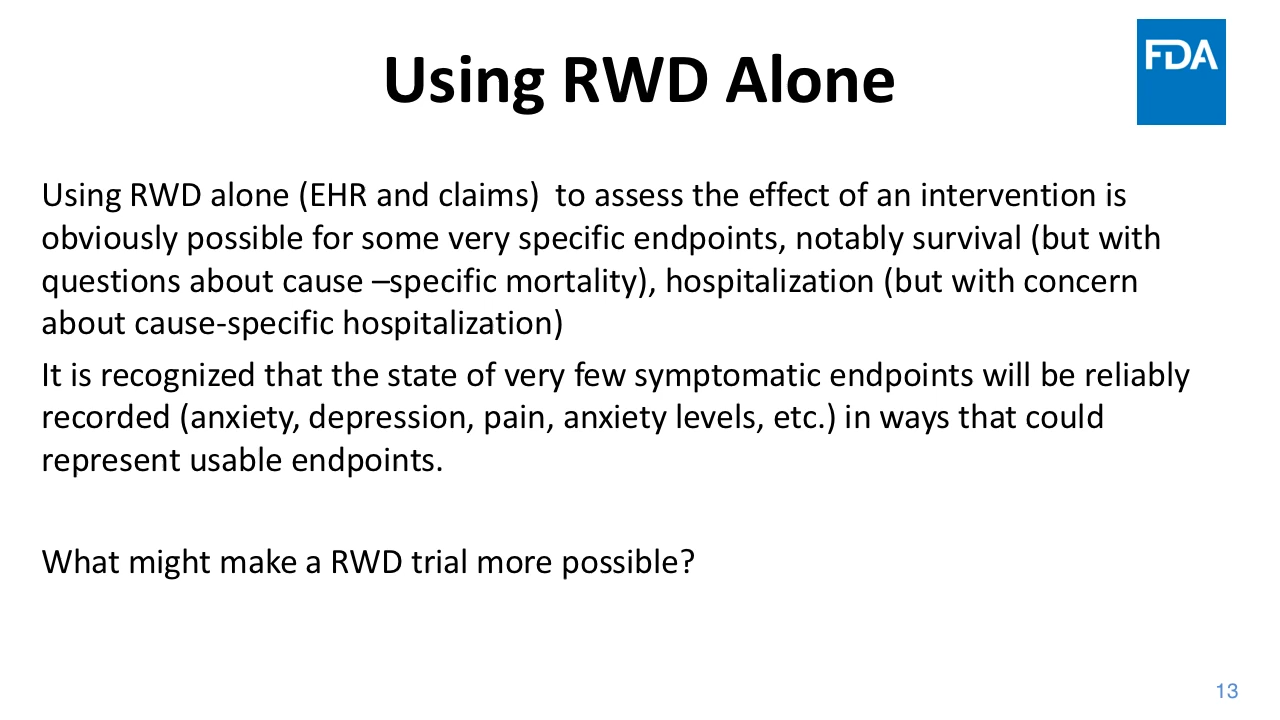 Using RWD Alone
FDA
Using RWD alone (EHR and claims)  to assess the effect of an intervention is
obviously possible for some very specific endpoints, notably survival (but with
questions about cause –specific mortality), hospitalization (but with concern
about cause-specific hospitalization)
It is recognized that the state of very few symptomatic endpoints will be reliably
recorded (anxiety, depression, pain, anxiety levels, etc.) in ways that could
represent usable endpoints.
What might make a RWD trial more possible?
13